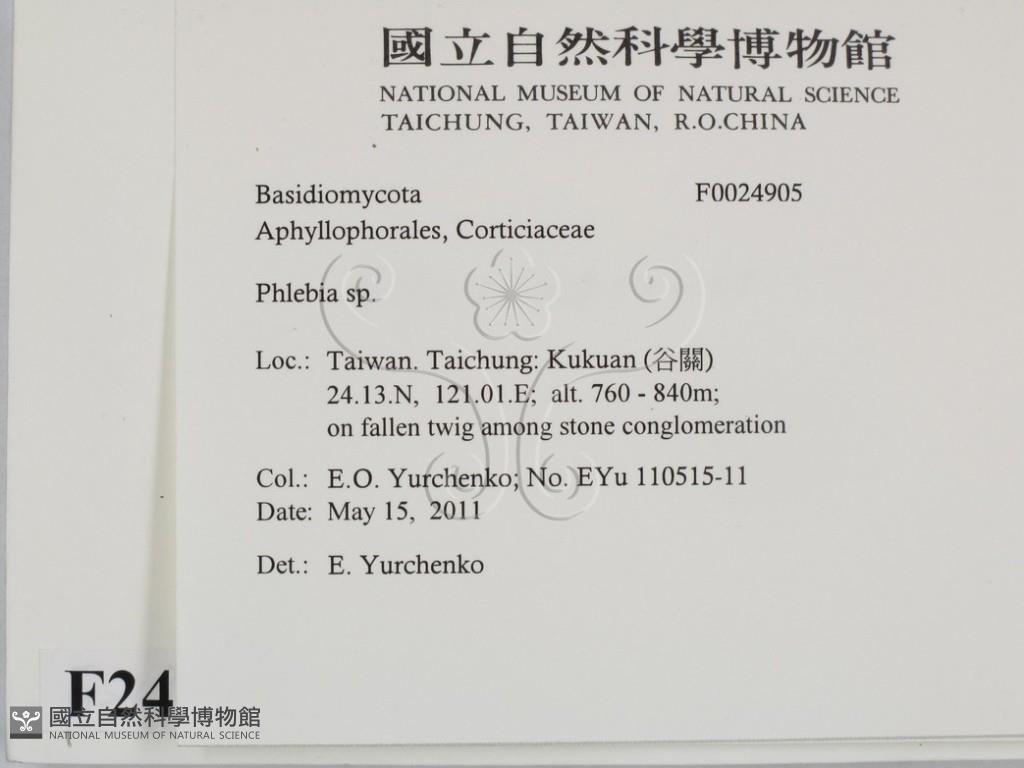 國立自然科學博物館
NATIONAL MUSEUM OF NATURAL SCIENCE
TAICHUNG, TAIWAN, R.O.CHINA
Basidiomycota F0024905
Aphyllophorales, Corticiaceae
Phlebia sp.
Loc.: Taiwan. Taichung: Kukuan (谷關)
24.13.N, 121.01.E; alt. 760 - 840m;
on fallen twig among stone conglomeration
Col.: E.O. Yurchenko; No. EYu 110515-11
Date: May 15, 2011
Det.: E. Yurchenko
F24
國立自然科學博物館
NATIONAL MUSEUM OF NATURAL SCIENCE